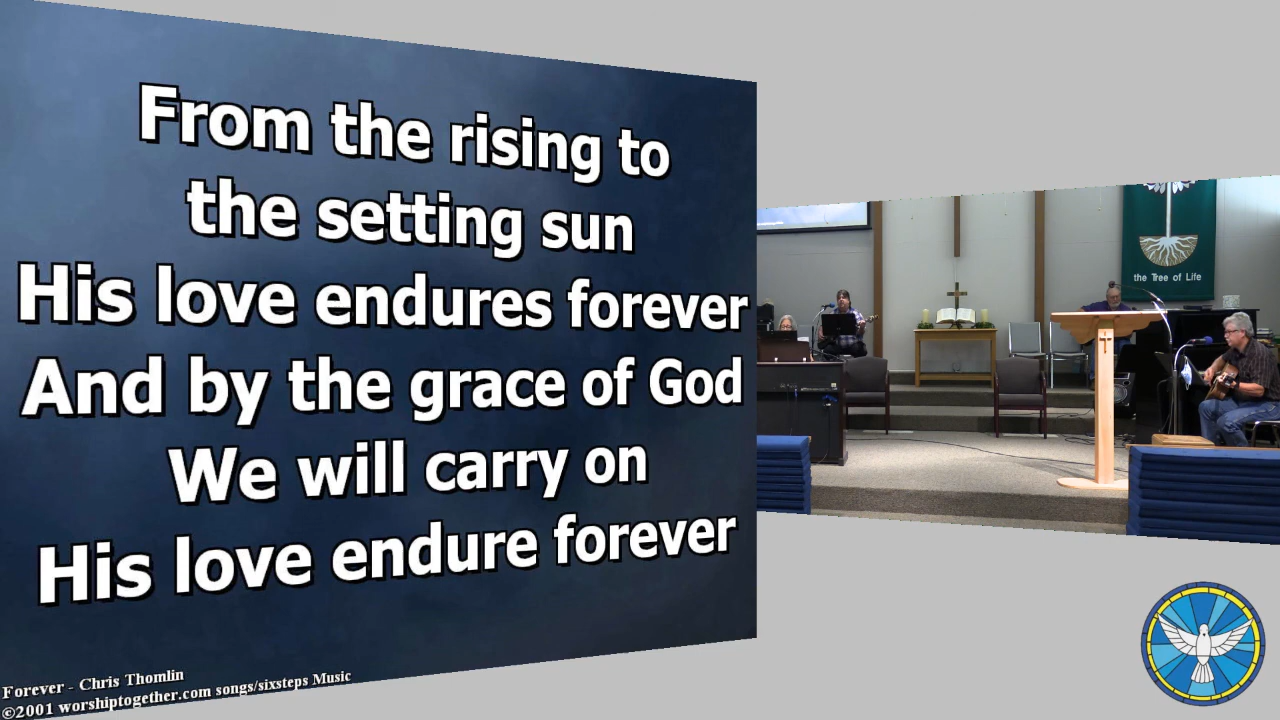 From the rising to
the setting sun
His love endures forever
And by the grace of God
We will carry on
His love endure forever
Forever - Chris Thomlin
©2001 worshiptogether.com songs/sixsteps Music
the Tree of Life